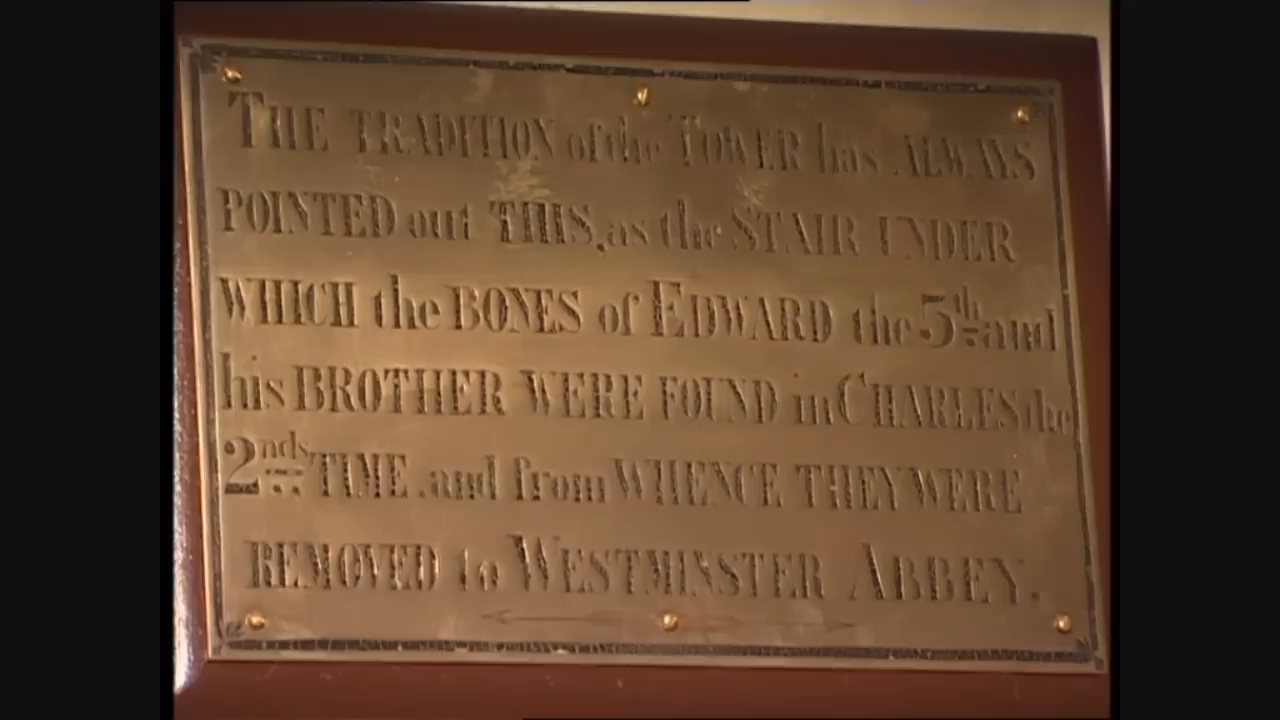 THE TRADITION of the TOWER has ALWAYS
POINTED out THIS, as the STAIR UNDER
WHICH the BONES of EDWARD the 5th and
his BROTHER WERE FOUND in CHARLES the
2nds TIME. and from WHENCE THEY WERE
REMOVED to WESTMINSTER ABBEY.